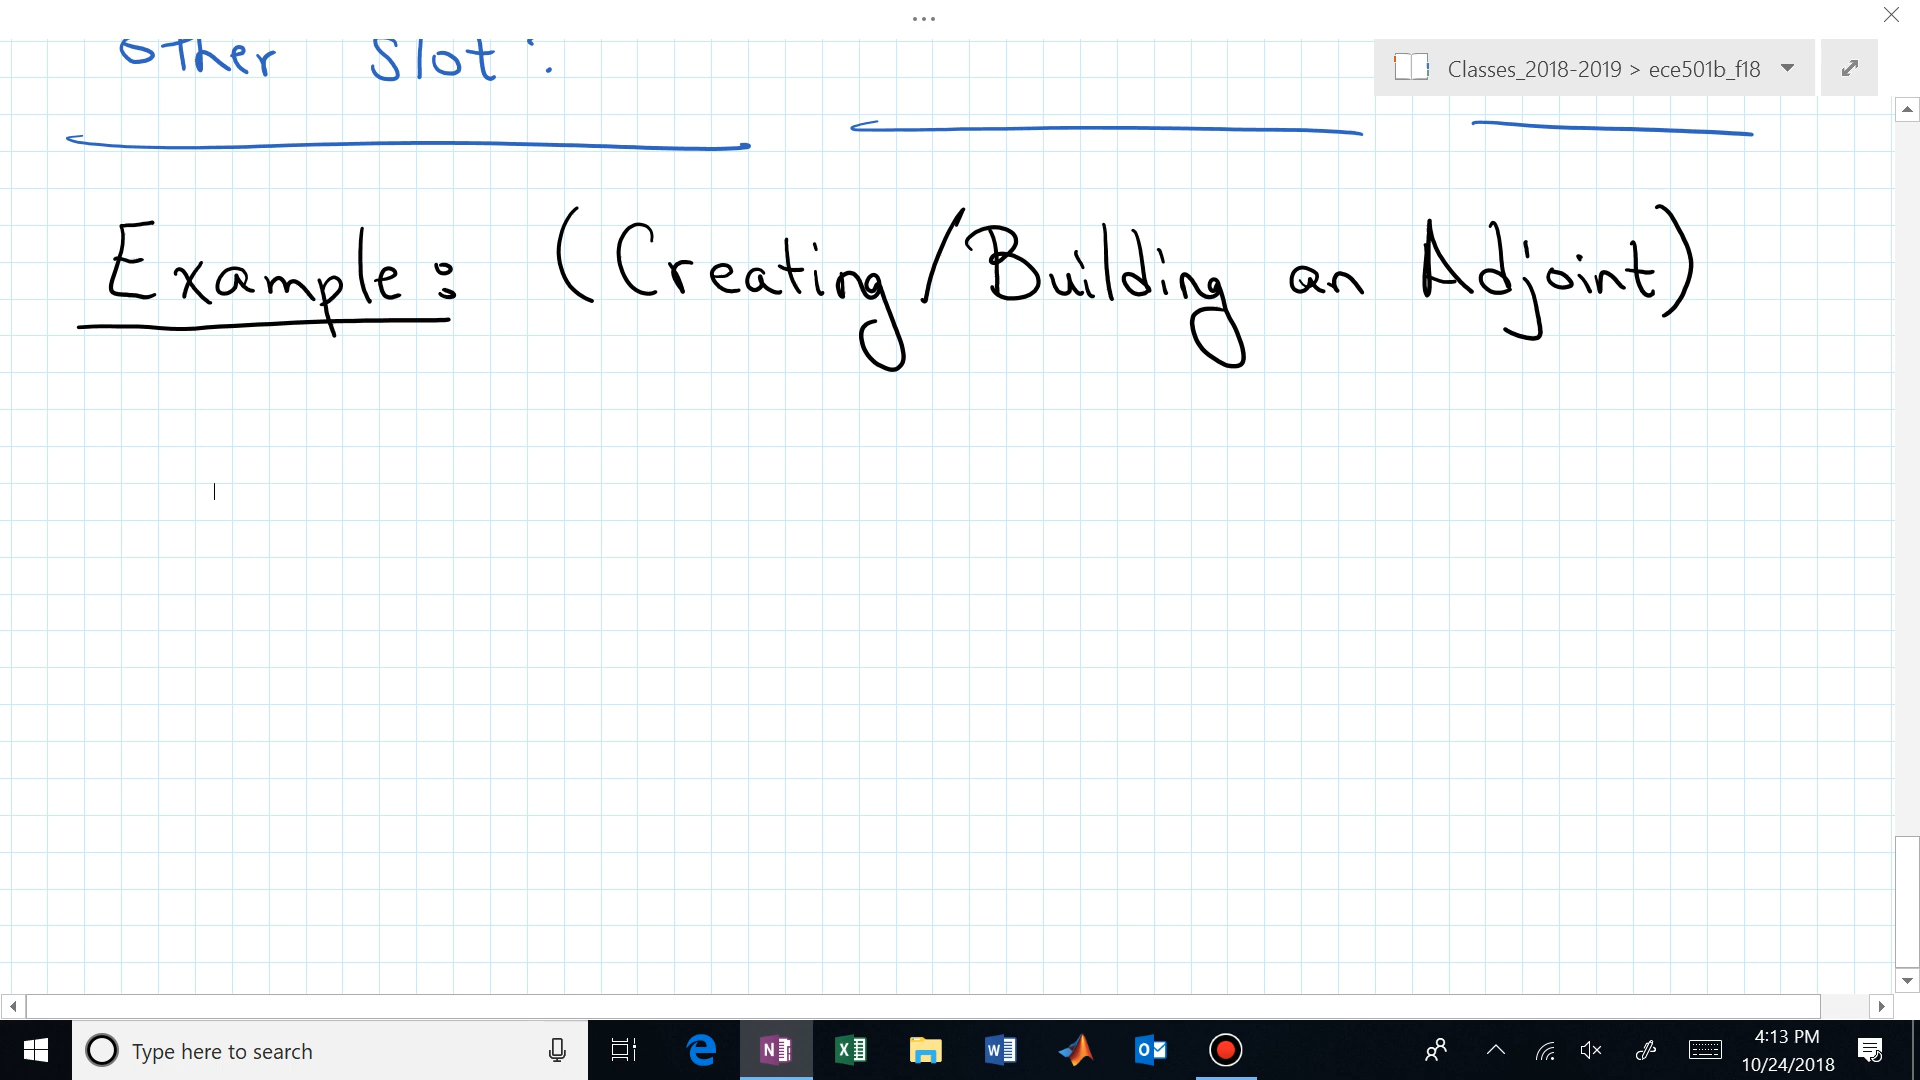 other slot.
Classes_2018-2019 > ece501b_f18
Example: (Creating/Building an Adjoint)
Type here to search
4:13 PM
10/24/2018